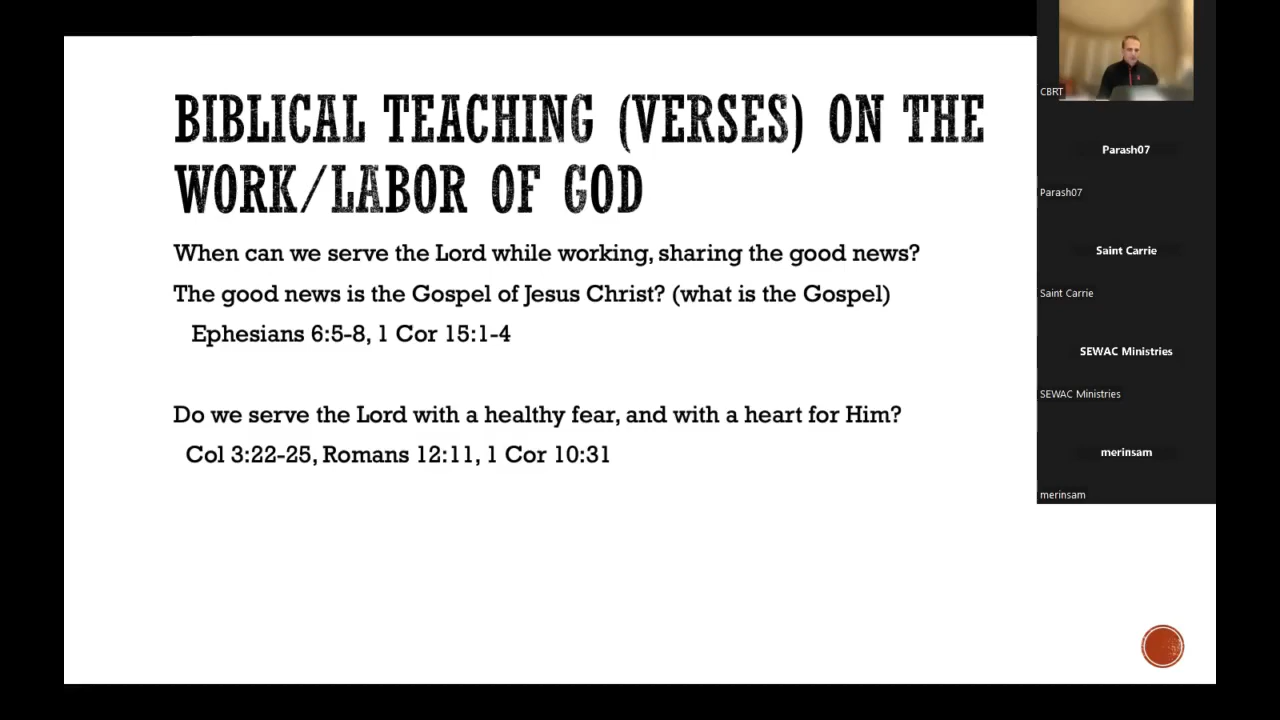 BIBLICAL TEACHING (VERSES) ON THE
WORK/LABOR OF GOD
When can we serve the Lord while working, sharing the good news?
The good news is the Gospel of Jesus Christ? (what is the Gospel)
Ephesians 6:5-8, 1 Cor 15:1-4
Do we serve the Lord with a healthy fear, and with a heart for Him?
Col 3:22-25, Romans 12:11, 1 Cor 10:31
CBRT
Parash07
Parash07
Saint Carrie
Saint Carrie
SEWAC Ministries
SEWAC Ministries
merinsam
merinsam